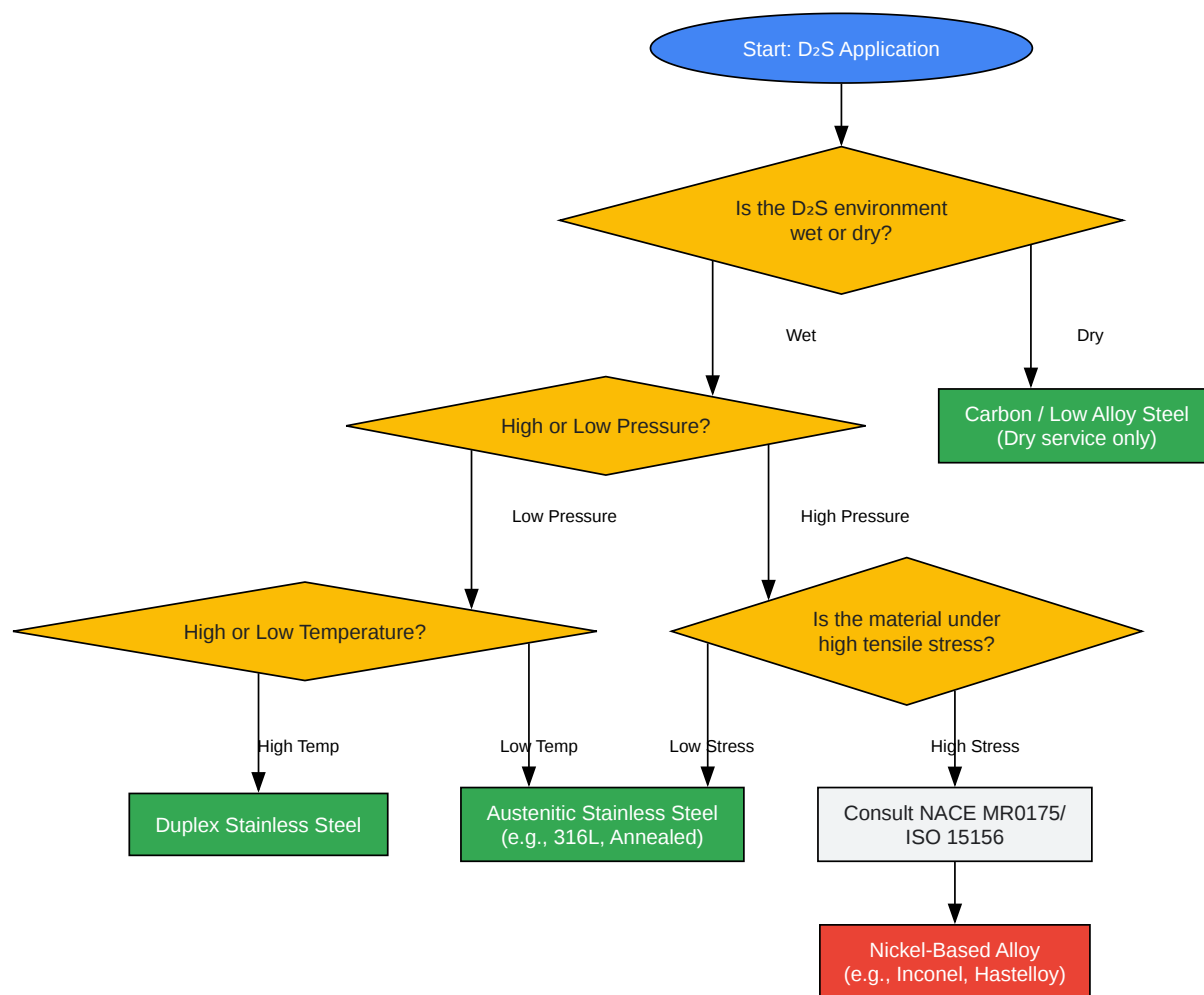 Start: D₂S Application
Is the D₂S environment
wet or dry?
Wet
Dry
High or Low Pressure?
Carbon / Low Alloy Steel
(Dry service only)
Low Pressure
High Pressure
High or Low Temperature?
Is the material under
high tensile stress?
High Temp
Low Temp
Low Stress
High Stress
Duplex Stainless Steel
Austenitic Stainless Steel
(e.g., 316L, Annealed)
Consult NACE MR0175/
ISO 15156
Nickel-Based Alloy
(e.g., Inconel, Hastelloy)